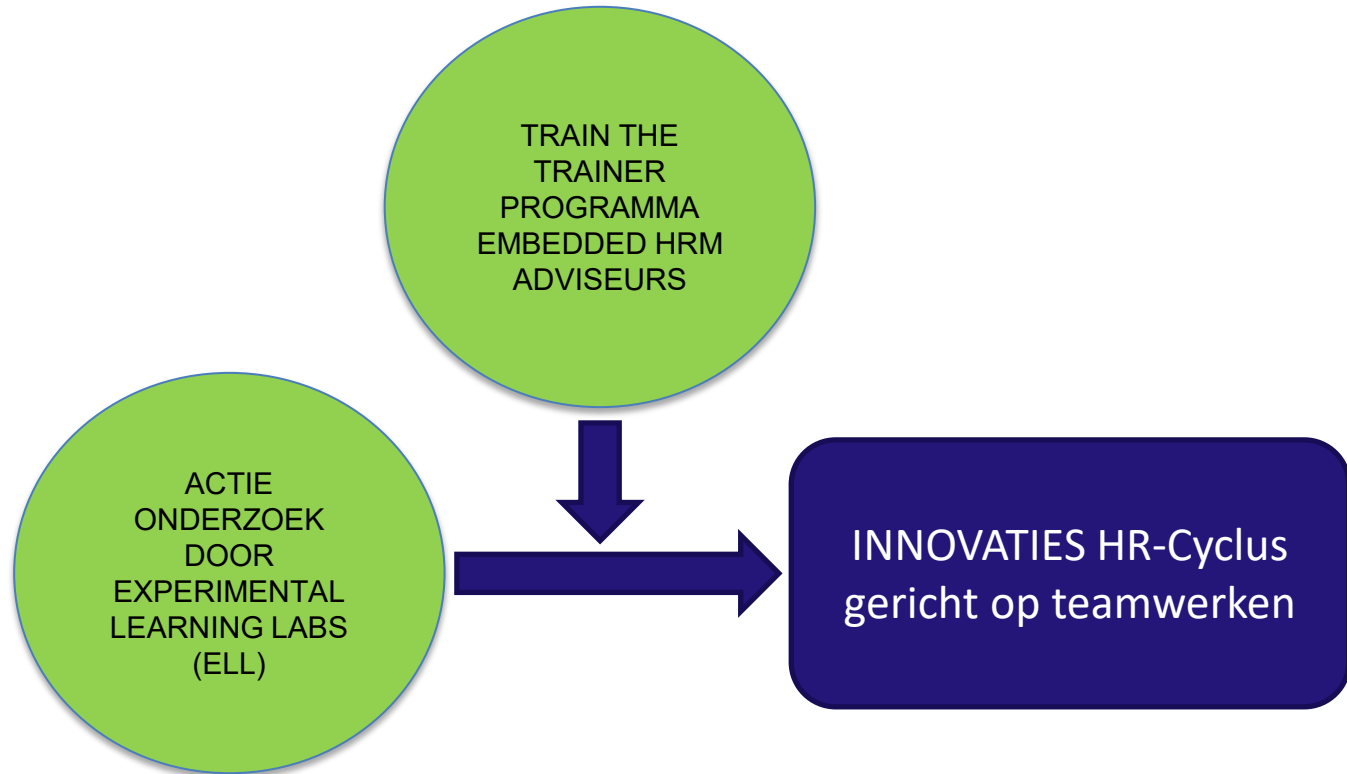 TRAIN THE
TRAINER
PROGRAMMA
EMBEDDED HRM
ADVISEURS
ACTIE
ONDERZOEK
DOOR
EXPERIMENTAL
LEARNING LABS
(ELL)
INNOVATIES HR-Cyclus
gericht op teamwerken